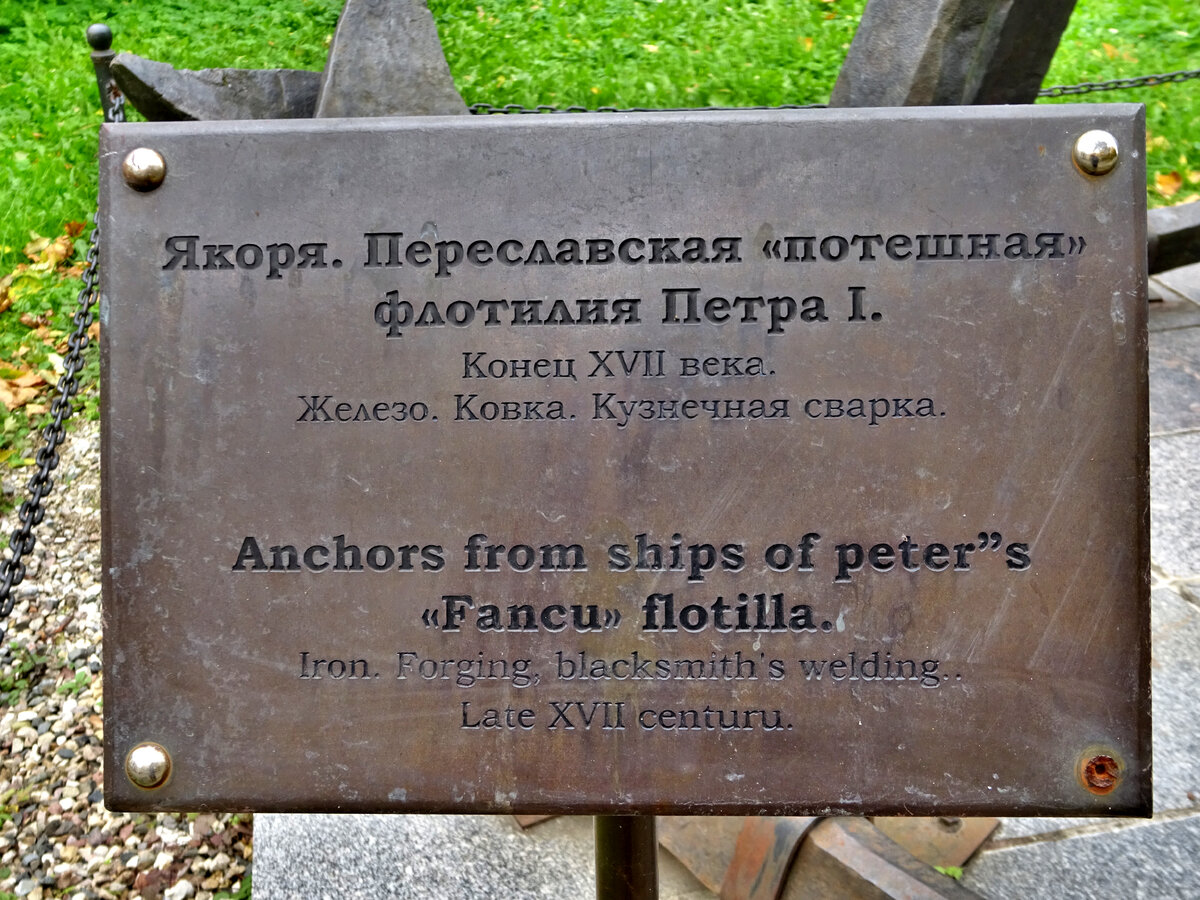 Якоря. Переславская «потешная»
флотилия Петра I.
Конец XVII века.
Железо. Ковка. Кузнечная сварка.
Anchors from ships of peter”s
«Fancu» flotilla.
Iron. Forging, blacksmith's welding..
Late XVII centuru.